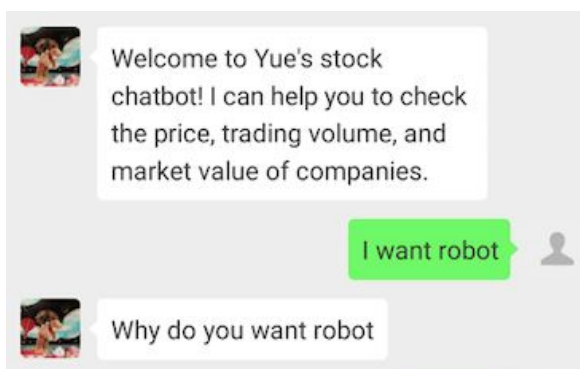 Welcome to Yue's stock
chatbot! I can help you to check
the price, trading volume, and
market value of companies.
I want robot
Why do you want robot